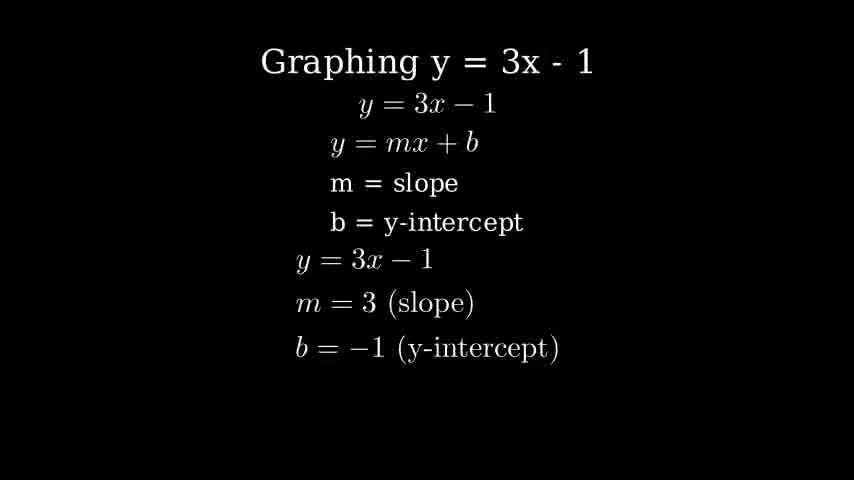 Graphing y = 3x - 1
y = 3x − 1
y = mx + b
m = slope
b = y-intercept
y = 3x − 1
m = 3 (slope)
b = −1 (y-intercept)